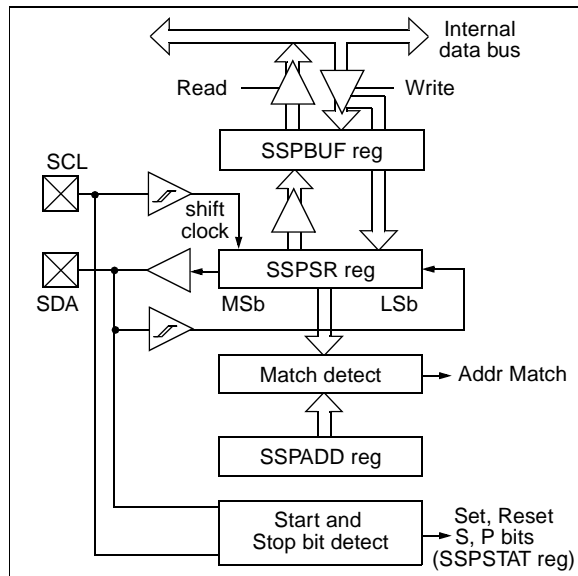 Internal
data bus
Read
Write
SSPBUF reg
SCL
shift
clock
SSPSR reg
SDA
MSb
LSb
Match detect
Addr Match
SSPADD reg
Start and
Stop bit detect
Set, Reset
S, P bits
(SSPSTAT reg)